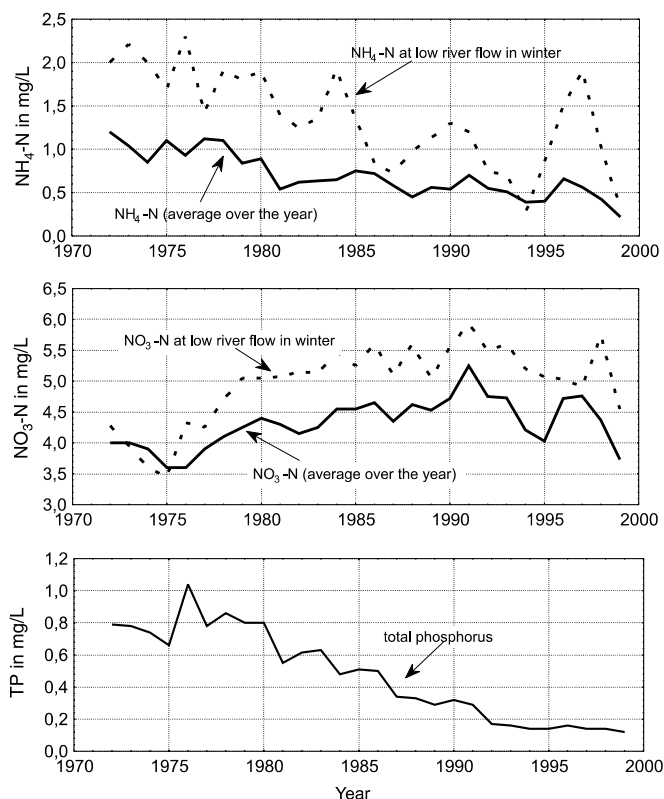 2,5
2,0
1,5
1,0
0,5
0,0
NH₄-N in mg/L
NH₄-N at low river flow in winter
NH₄-N (average over the year)
1970 1975 1980 1985 1990 1995 2000
6,5
6,0
5,5
5,0
4,5
4,0
3,5
3,0
NO₃-N in mg/L
NO₃-N at low river flow in winter
NO₃-N (average over the year)
1970 1975 1980 1985 1990 1995 2000
1,2
1,0
0,8
0,6
0,4
0,2
0,0
TP in mg/L
total phosphorus
1970 1975 1980 1985 1990 1995 2000
Year